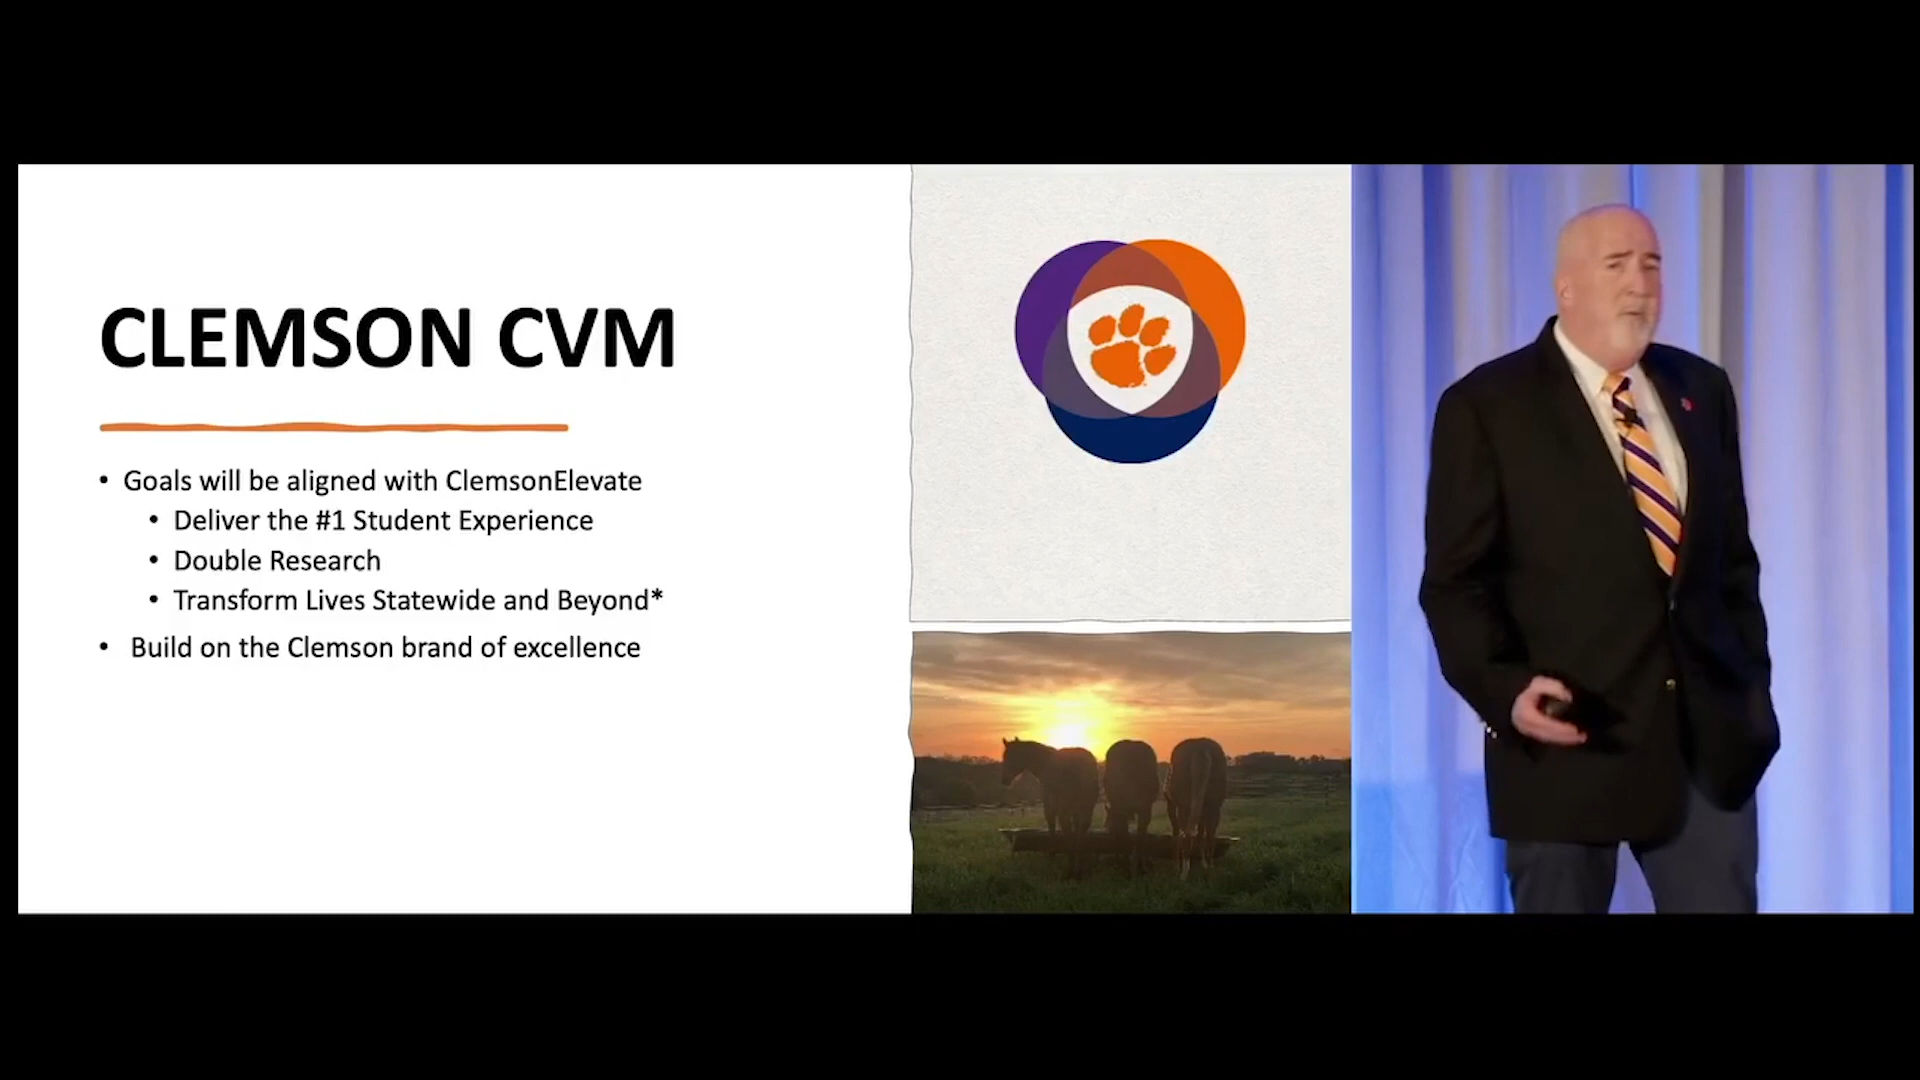 CLEMSON CVM
• Goals will be aligned with ClemsonElevate
• Deliver the #1 Student Experience
• Double Research
• Transform Lives Statewide and Beyond*
• Build on the Clemson brand of excellence